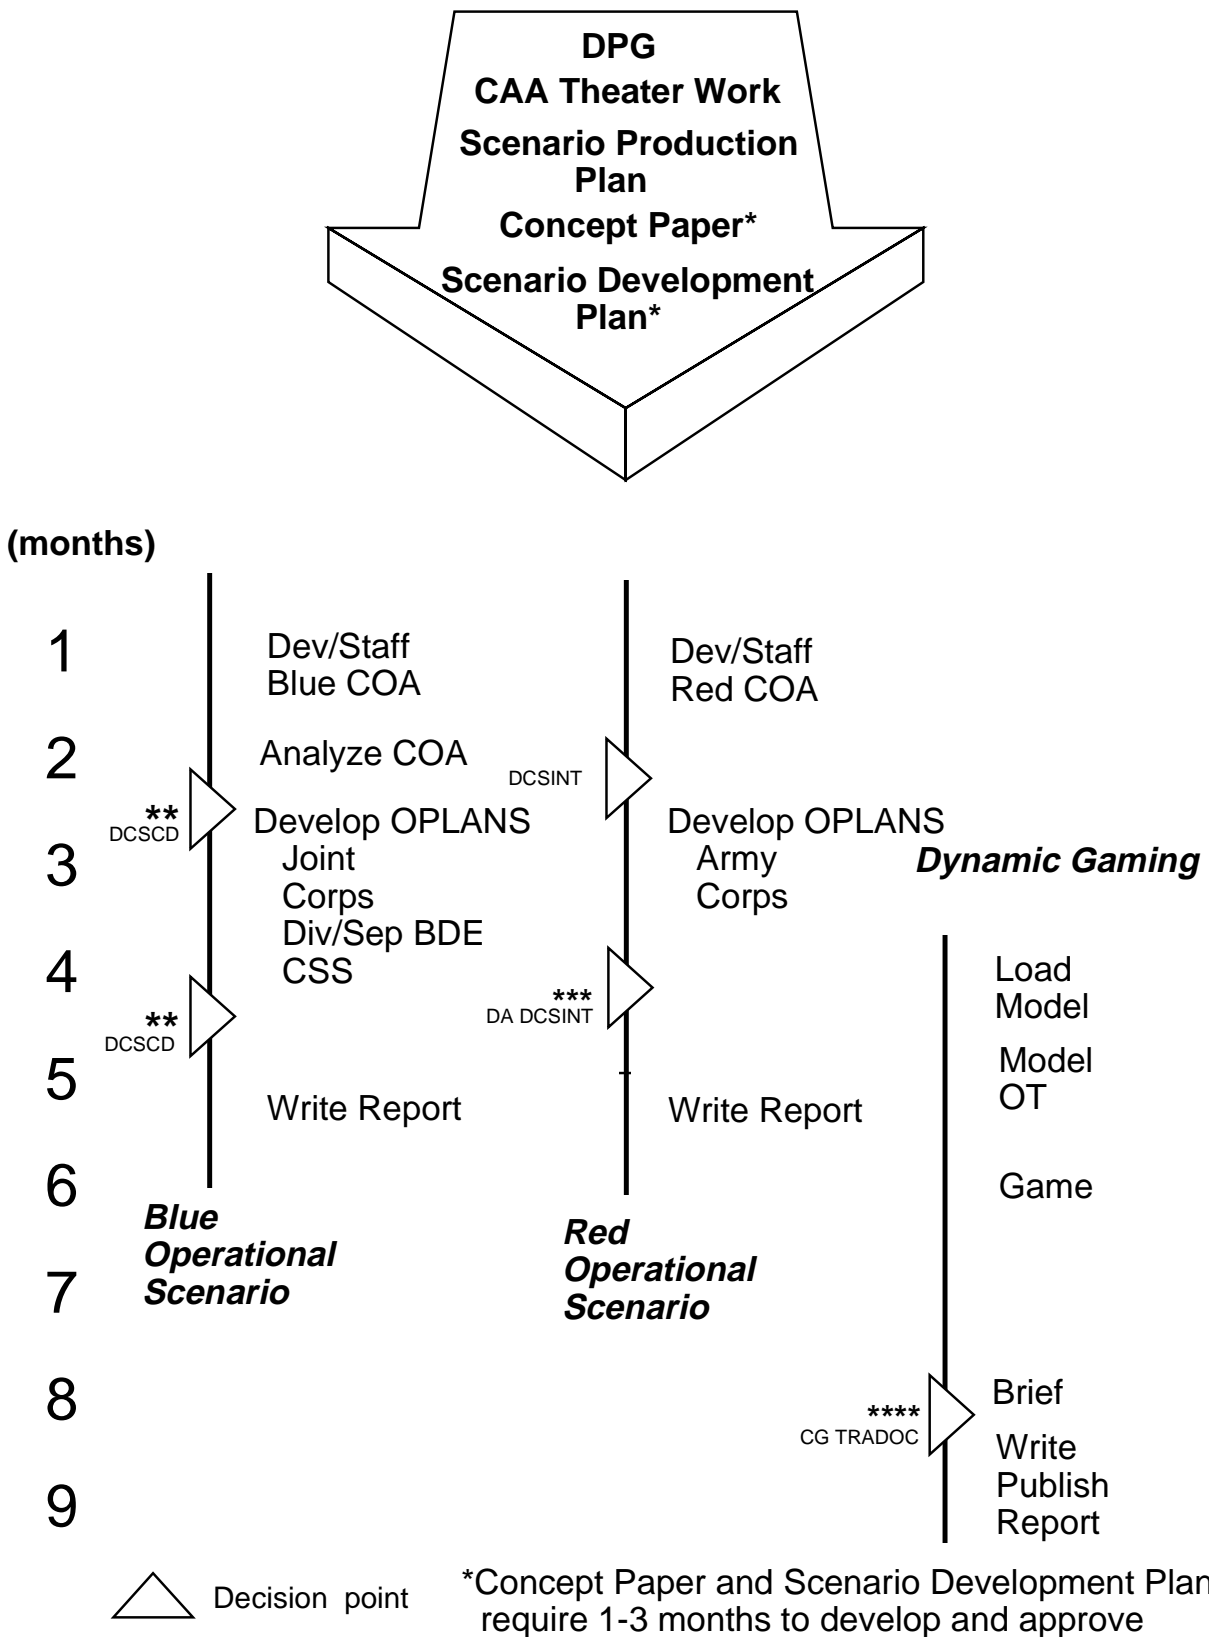 DPG
CAA Theater Work
Scenario Production
Plan
Concept Paper*
Scenario Development
Plan*
(months)
1
2
3
4
5
6
7
8
9
Dev/Staff
Blue COA
Analyze COA
**
DCSCD
Develop OPLANS
Joint
Corps
Div/Sep BDE
CSS
**
DCSCD
Write Report
Blue
Operational
Scenario
Dev/Staff
Red COA
DCSINT
Develop OPLANS
Army
Corps
***
DA DCSINT
Write Report
Red
Operational
Scenario
Dynamic Gaming
Load
Model
Model
OT
Game
****
CG TRADOC
Brief
Write
Publish
Report
Decision point
*Concept Paper and Scenario Development Plan
require 1-3 months to develop and approve